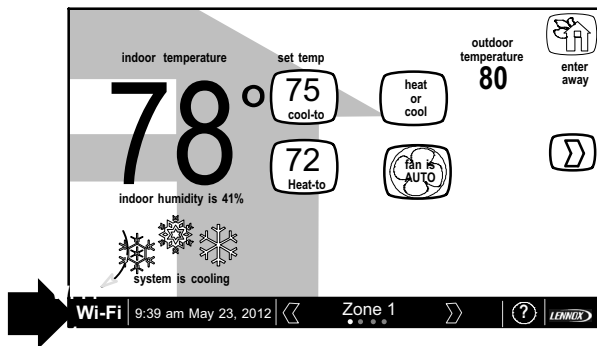 indoor temperature
set temp
outdoor
temperature
80
enter
away
78°
75
cool-to
heat
or
cool
72
Heat-to
fan is
AUTO
indoor humidity is 41%
system is cooling
Wi-Fi
9:39 am May 23, 2012
Zone 1
?
LENNOX